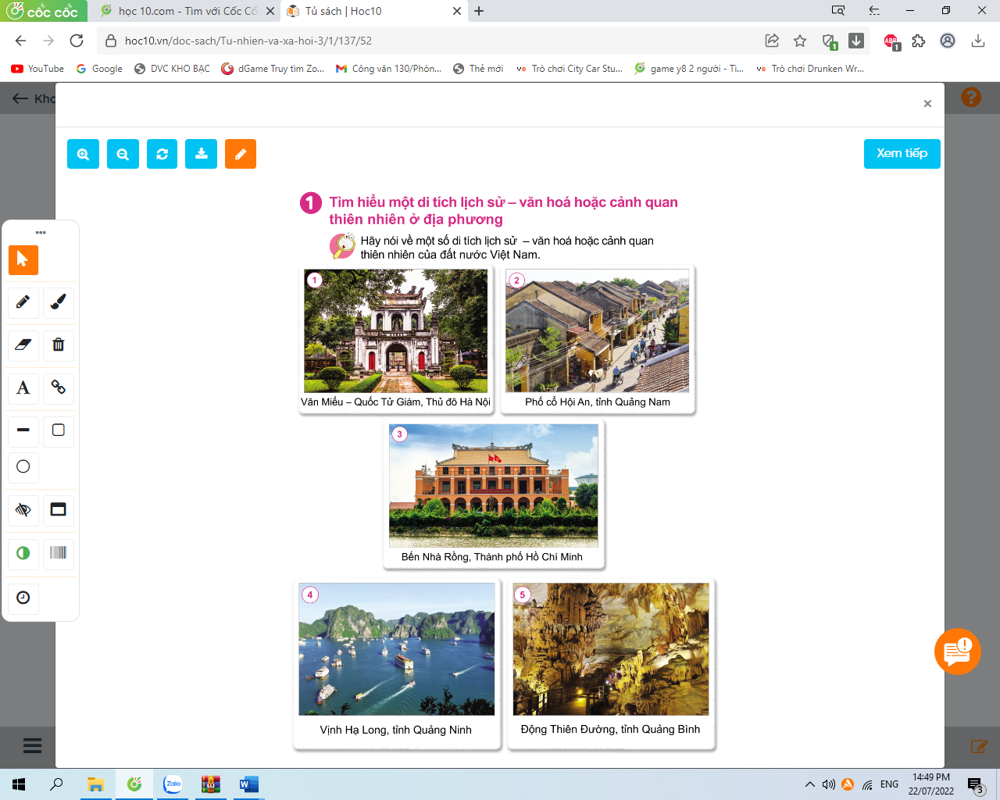 cốc cốc
học 10.com - Tìm với Cốc Cố
Tủ sách | Hoc10
hoc10.vn/doc-sach/Tu-nhien-va-xa-hoi-3/1/137/52
YouTube
Google
DVC KHO BẠC
dGame Truy tìm Zo...
Công văn 130/Phòn...
Thẻ mới
Trò chơi City Car Stu...
game y8 2 người - Tì...
Trò chơi Drunken Wr...
Kho
Xem tiếp
1 Tìm hiểu một di tích lịch sử – văn hoá hoặc cảnh quan
thiên nhiên ở địa phương
Hãy nói về một số di tích lịch sử – văn hoá hoặc cảnh quan
thiên nhiên của đất nước Việt Nam.
1
2
Văn Miếu – Quốc Tử Giám, Thủ đô Hà Nội
Phố cổ Hội An, tỉnh Quảng Nam
3
Bến Nhà Rồng, Thành phố Hồ Chí Minh
4
5
Vịnh Hạ Long, tỉnh Quảng Ninh
Động Thiên Đường, tỉnh Quảng Bình
A
Zalo
ENG
14:49 PM
22/07/2022
3